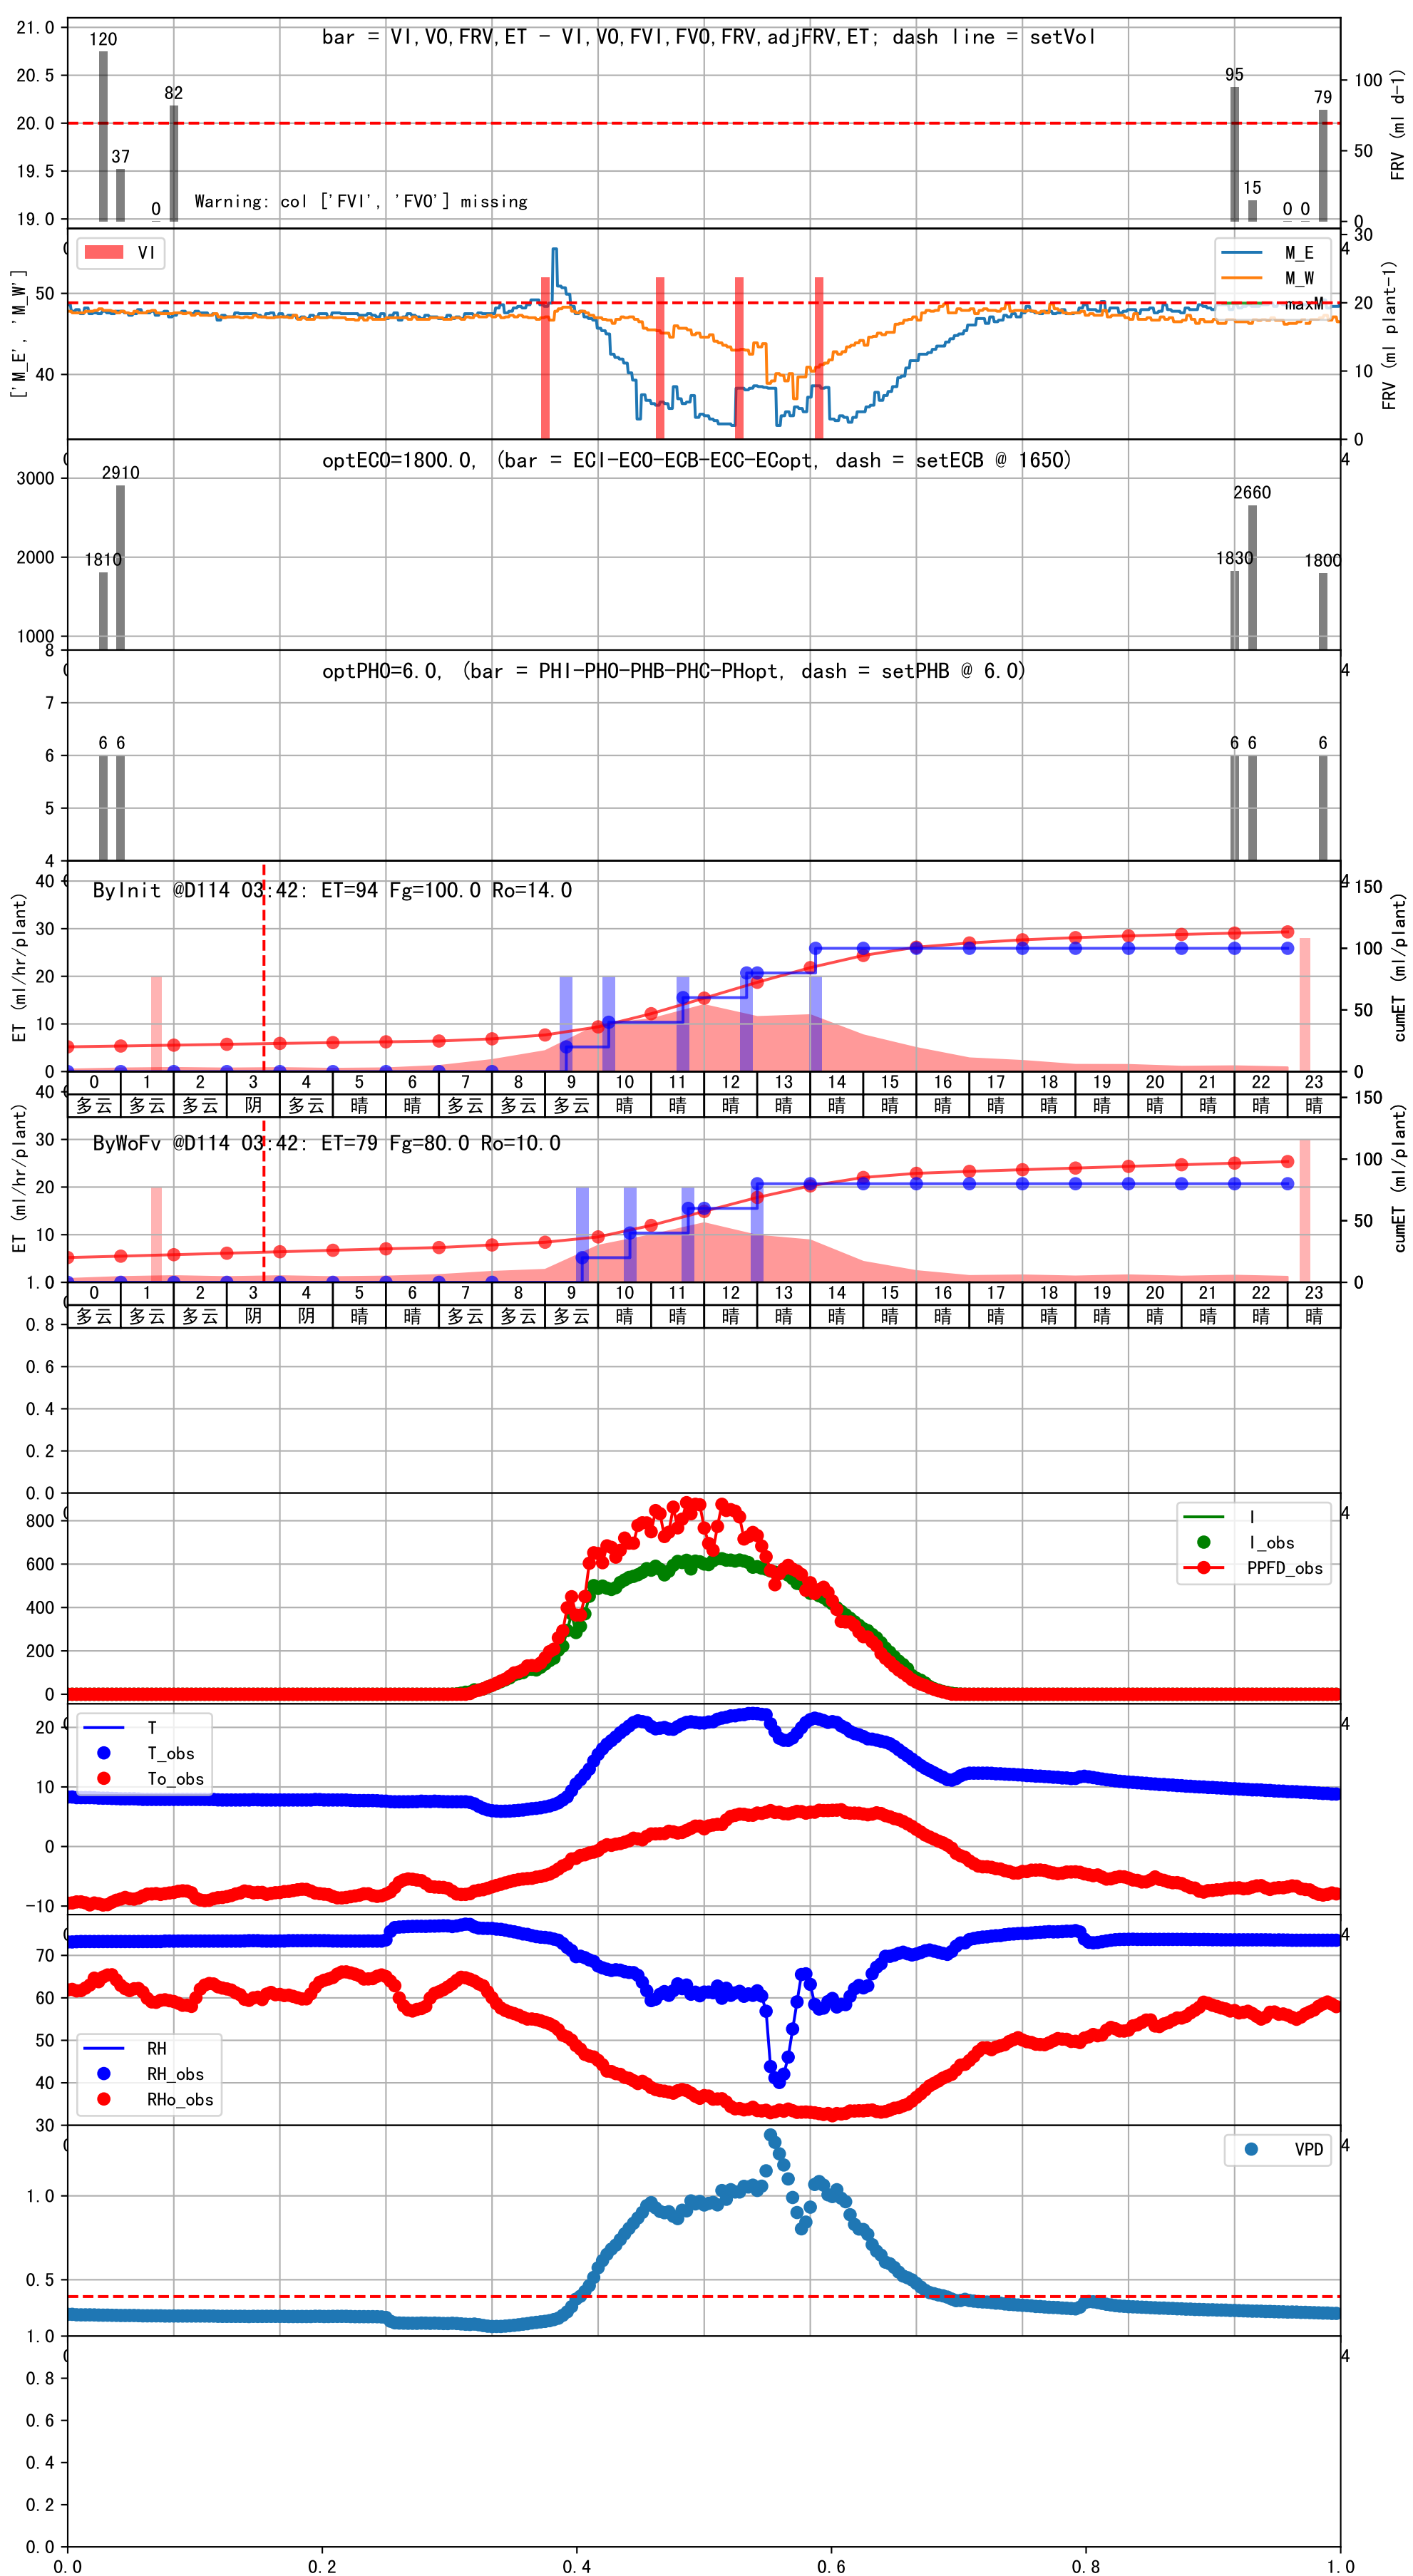 bar = VI,VO,FRV,ET - VI,VO,FVI,FVO,FRV,adjFRV,ET; dash line = setVol
21.0
20.5
20.0
19.5
19.0
120
37
0
82
95
15
0
0
79
Warning: col ['FVI', 'FVO'] missing
100
50
0
FRV (ml d-1)
['M_E', 'M_W']
50
40
VI
M_E
M_W
maxM
30
20
10
0
FRV (ml plant-1)
4
optECO=1800.0, (bar = ECI-ECO-ECB-ECC-ECopt, dash = setECB @ 1650)
3000
2000
1000
1810
2910
1830
2660
1800
4
optPHO=6.0, (bar = PHI-PHO-PHB-PHC-PHopt, dash = setPHB @ 6.0)
8
7
6
5
4
6
6
6
6
6
4
ByInit @D114 03:42: ET=94 Fg=100.0 Ro=14.0
ET (ml/hr/plant)
40
30
20
10
0
4
150
100
50
0
cumET (ml/plant)
0 1 2 3 4 5 6 7 8 9 10 11 12 13 14 15 16 17 18 19 20 21 22 23
多云 多云 多云 阴 多云 晴 晴 多云 多云 多云 晴 晴 晴 晴 晴 晴 晴 晴 晴 晴 晴 晴 晴 晴
ByWoFv @D114 03:42: ET=79 Fg=80.0 Ro=10.0
ET (ml/hr/plant)
40
30
20
10
150
100
50
0
cumET (ml/plant)
0 1 2 3 4 5 6 7 8 9 10 11 12 13 14 15 16 17 18 19 20 21 22 23
多云 多云 多云 阴 阴 晴 晴 多云 多云 多云 晴 晴 晴 晴 晴 晴 晴 晴 晴 晴 晴 晴 晴 晴
1.0
0.8
0.6
0.4
0.2
0.0
800
600
400
200
0
I
I_obs
PPFD_obs
4
20
10
0
-10
T
T_obs
To_obs
4
70
60
50
40
30
RH
RH_obs
RHo_obs
4
1.0
0.5
VPD
4
1.0
0.8
0.6
0.4
0.2
0.0
4
0.0 0.2 0.4 0.6 0.8 1.0